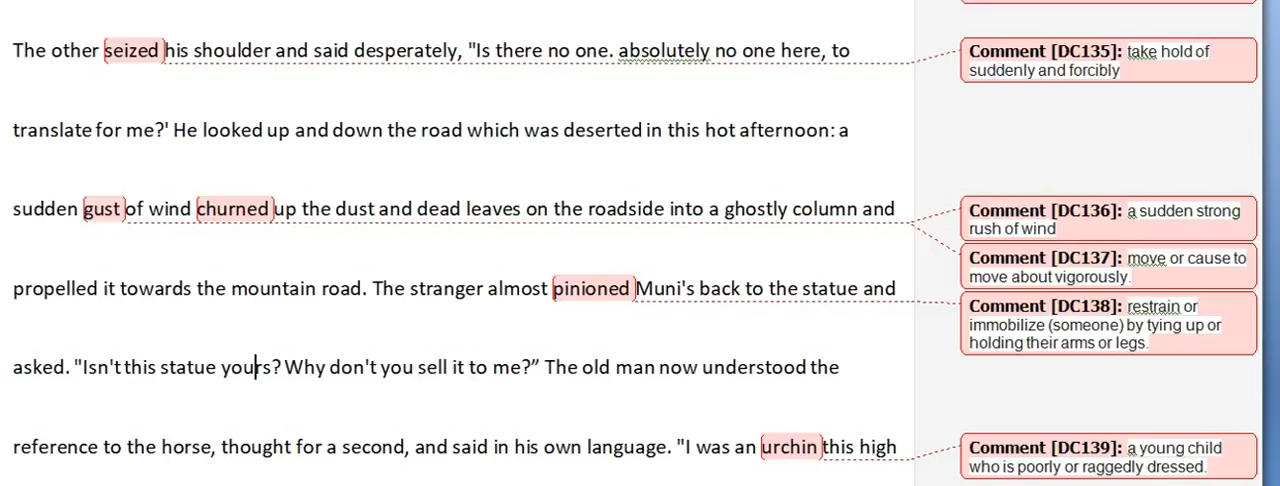 The other seized his shoulder and said desperately, "Is there no one. absolutely no one here, to
translate for me?' He looked up and down the road which was deserted in this hot afternoon: a
sudden gust of wind churned up the dust and dead leaves on the roadside into a ghostly column and
propelled it towards the mountain road. The stranger almost pinioned Muni's back to the statue and
asked. "Isn't this statue yours? Why don't you sell it to me?” The old man now understood the
reference to the horse, thought for a second, and said in his own language. "I was an urchin this high
Comment [DC135]: take hold of
suddenly and forcibly
Comment [DC136]: a sudden strong
rush of wind
Comment [DC137]: move or cause to
move about vigorously.
Comment [DC138]: restrain or
immobilize (someone) by tying up or
holding their arms or legs.
Comment [DC139]: a young child
who is poorly or raggedly dressed.